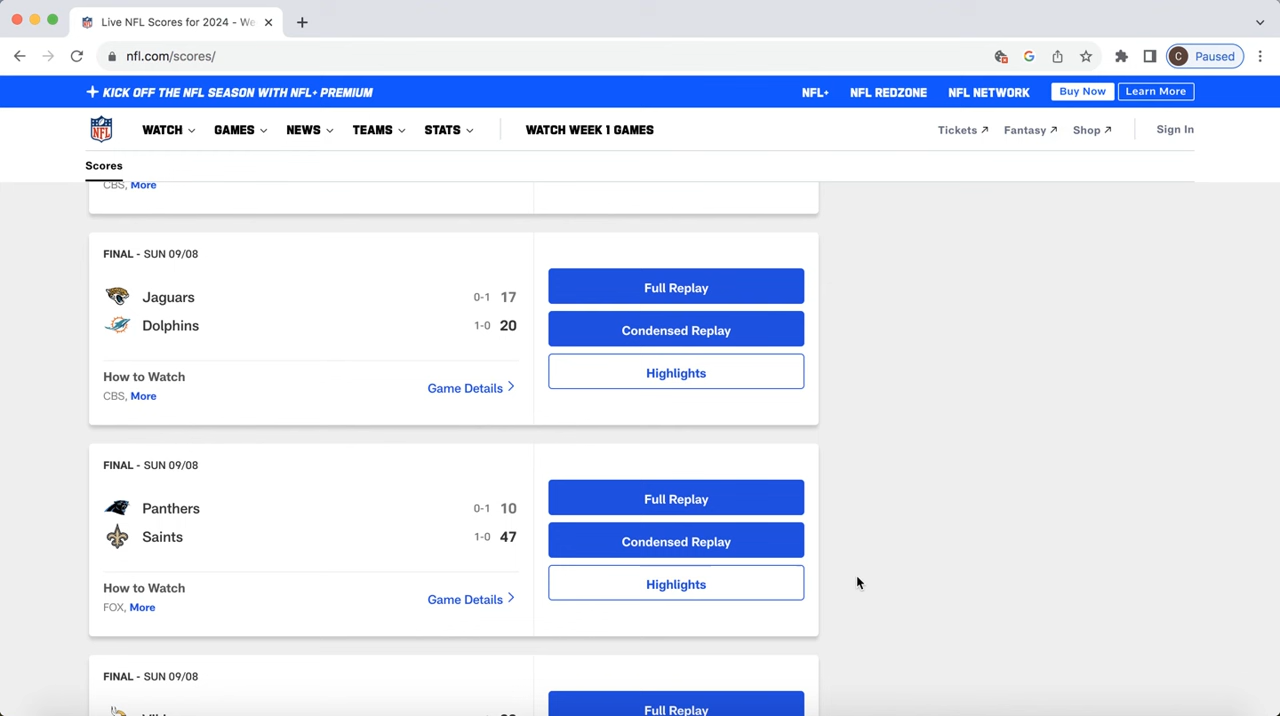 Live NFL Scores for 2024 - We
nfl.com/scores/
C Paused
KICK OFF THE NFL SEASON WITH NFL+ PREMIUM
NFL+ NFL REDZONE NFL NETWORK Buy Now Learn More
NFL WATCH GAMES NEWS TEAMS STATS WATCH WEEK 1 GAMES Tickets Fantasy Shop Sign In
Scores
CBS, More
FINAL - SUN 09/08
Jaguars 0-1 17
Dolphins 1-0 20
How to Watch
CBS, More
Game Details
Full Replay
Condensed Replay
Highlights
FINAL - SUN 09/08
Panthers 0-1 10
Saints 1-0 47
How to Watch
FOX, More
Game Details
Full Replay
Condensed Replay
Highlights
FINAL - SUN 09/08
Full Replay